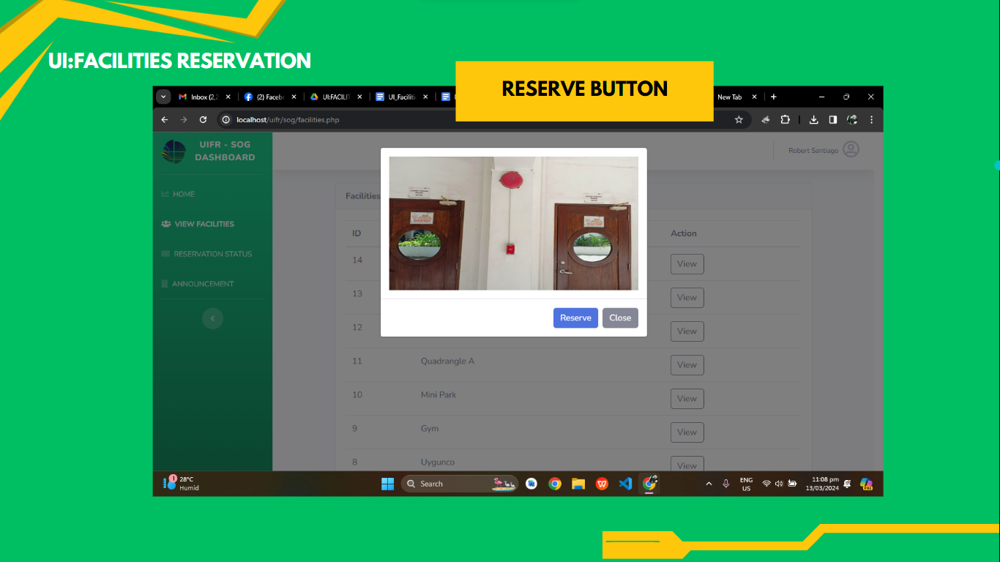 UI:FACILITIES RESERVATION
RESERVE BUTTON
Inbox (2,2
(2) Facebo
UI:FACILIT
UI_Faciliti
New Tab
localhost/uifr/sog/facilities.php
UIFR - SOG
DASHBOARD
Robert Santiago
HOME
VIEW FACILITIES
RESERVATION STATUS
ANNOUNCEMENT
Facilities
ID
Action
14
View
13
View
12
View
Reserve
Close
11
Quadrangle A
View
10
Mini Park
View
9
Gym
View
8
Uygunco
View
1
28°C
Humid
Search
ENG
US
11:08 pm
13/03/2024
PRE